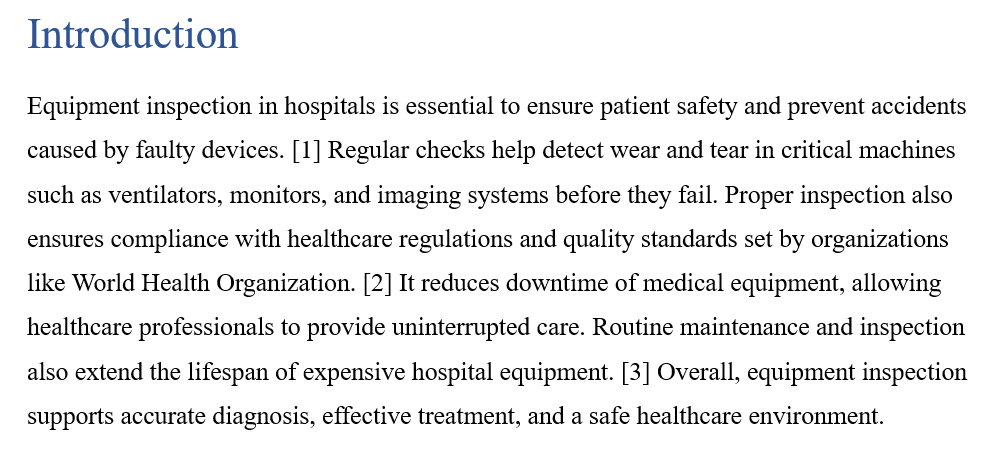 Introduction
Equipment inspection in hospitals is essential to ensure patient safety and prevent accidents
caused by faulty devices. [1] Regular checks help detect wear and tear in critical machines
such as ventilators, monitors, and imaging systems before they fail. Proper inspection also
ensures compliance with healthcare regulations and quality standards set by organizations
like World Health Organization. [2] It reduces downtime of medical equipment, allowing
healthcare professionals to provide uninterrupted care. Routine maintenance and inspection
also extend the lifespan of expensive hospital equipment. [3] Overall, equipment inspection
supports accurate diagnosis, effective treatment, and a safe healthcare environment.